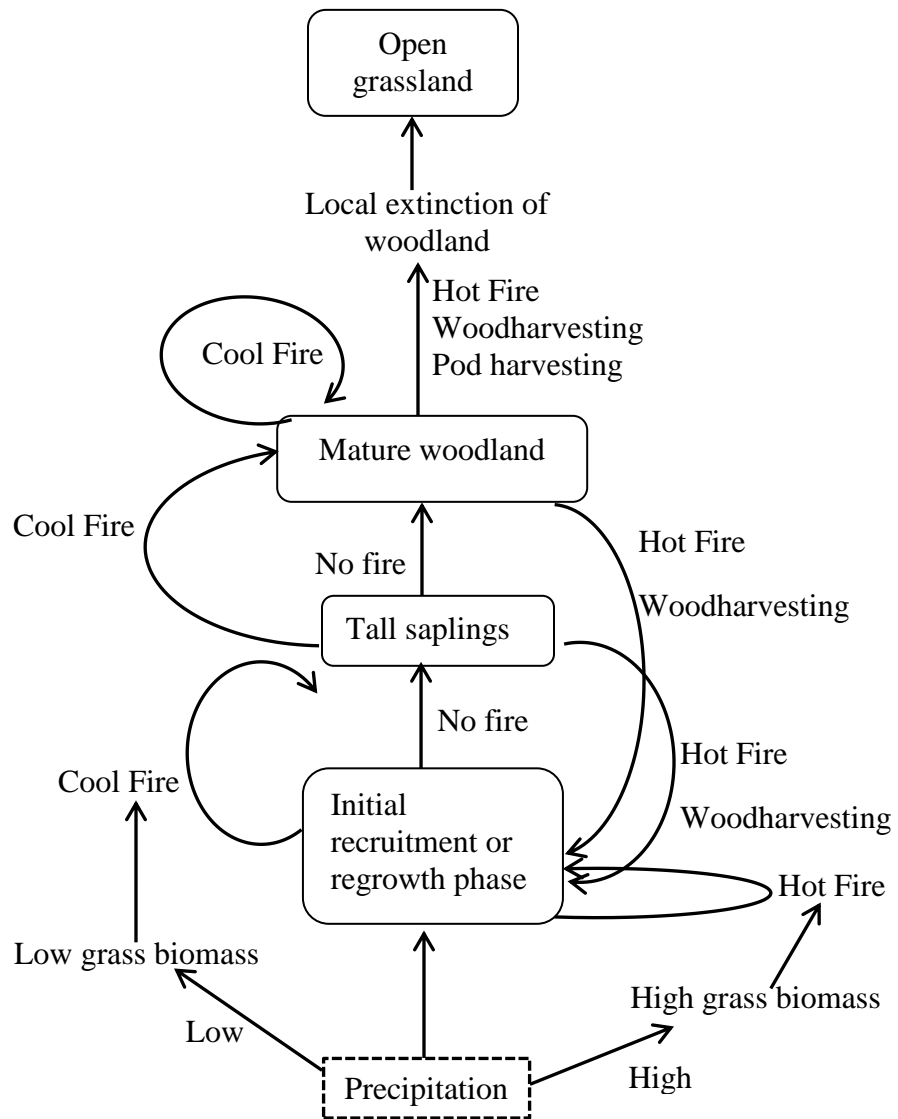 Open
grassland
Local extinction of
woodland
Hot Fire
Woodharvesting
Pod harvesting
Cool Fire
Mature woodland
Cool Fire
Hot Fire
No fire
Woodharvesting
Tall saplings
No fire
Hot Fire
Cool Fire
Initial
recruitment or
regrowth phase
Woodharvesting
Hot Fire
Low grass biomass
High grass biomass
Low
Precipitation
High